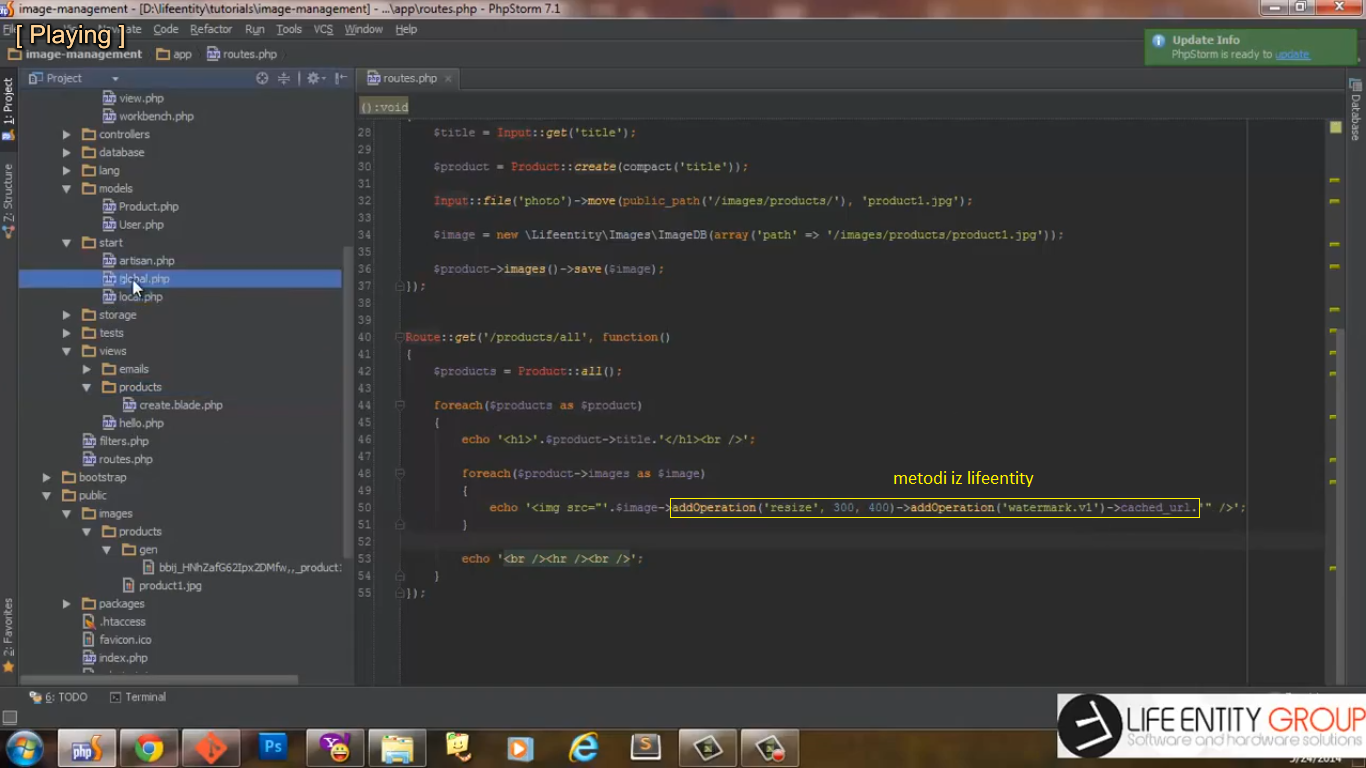 image-management - [D:\lifeentity\tutorials\image-management] - ...\app\routes.php - PhpStorm 7.1
[ Playing ]
Code Refactor Run Tools VCS Window Help
image-management app routes.php
Update Info
PhpStorm is ready to update
Project
routes.php
1: Project
Z: Structure
2: Favorites
Database
view.php
workbench.php
controllers
database
lang
models
Product.php
User.php
start
artisan.php
global.php
local.php
storage
tests
views
emails
products
create.blade.php
hello.php
filters.php
routes.php
bootstrap
public
images
products
gen
bbij_HNhZafG62Ipx2DMfw,,_product1
product1.jpg
packages
.htaccess
favicon.ico
index.php
():void
28 $title = Input::get('title');
29
30 $product = Product::create(compact('title'));
31
32 Input::file('photo')->move(public_path('/images/products/'), 'product1.jpg');
33
34 $image = new \Lifeentity\Images\ImageDB(array('path' => '/images/products/product1.jpg'));
35
36 $product->images()->save($image);
37 });
38
39
40 Route::get('/products/all', function()
41 {
42 $products = Product::all();
43
44 foreach($products as $product)
45 {
46 echo '<h1>'.$product->title.'</h1><br />';
47
48 foreach($product->images as $image)
metodi iz lifeentity
49 {
50 echo '<img src="'.$image->addOperation('resize', 300, 400)->addOperation('watermark.v1')->cached_url.'" />';
51 }
52
53 echo '<br /><hr /><br />';
54 }
55 });
6: TODO Terminal
LIFE ENTITY GROUP
Software and hardware solutions
5/24/2014